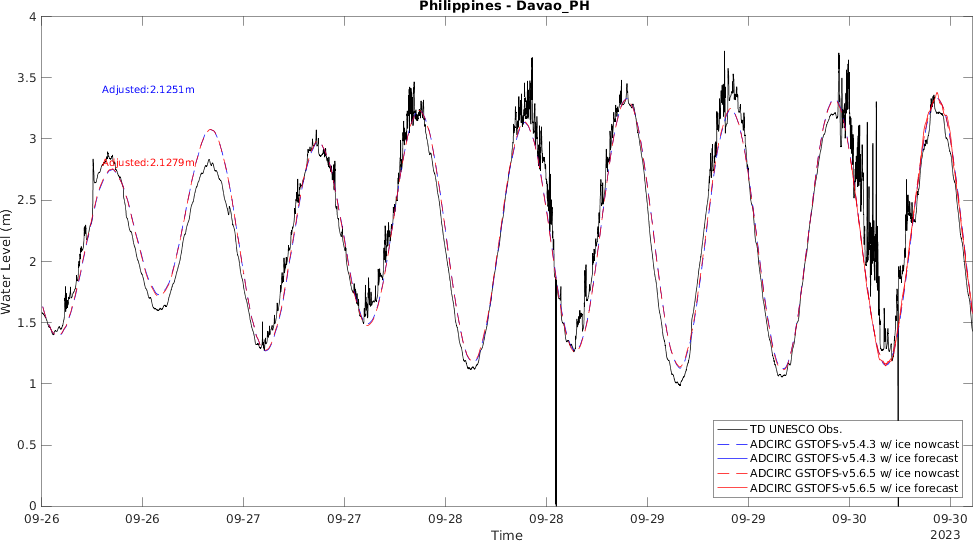 Philippines - Davao_PH
4
3.5
3
2.5
2
1.5
1
0.5
0
Water Level (m)
Adjusted:2.1251m
Adjusted:2.1279m
TD UNESCO Obs.
ADCIRC GSTOFS-v5.4.3 w/ ice nowcast
ADCIRC GSTOFS-v5.4.3 w/ ice forecast
ADCIRC GSTOFS-v5.6.5 w/ ice nowcast
ADCIRC GSTOFS-v5.6.5 w/ ice forecast
09-26 09-26 09-27 09-27 09-28 09-28 09-29 09-29 09-30 09-30
2023
Time